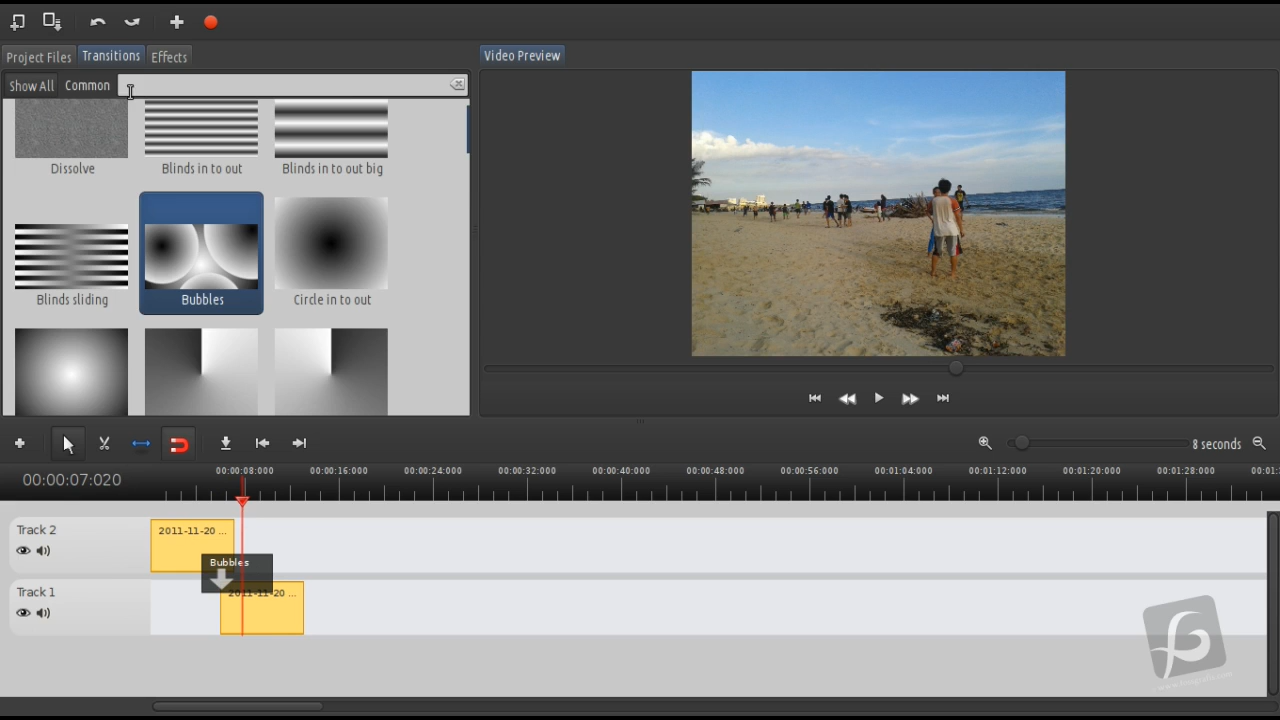 Project Files Transitions Effects
Video Preview
Show All Common
Dissolve Blinds in to out Blinds in to out big
Blinds sliding Bubbles Circle in to out
8 seconds
00:00:07:020
00:00:08:000 00:00:16:000 00:00:24:000 00:00:32:000 00:00:40:000 00:00:48:000 00:00:56:000 00:01:04:000 00:01:12:000 00:01:20:000 00:01:28:000 00:01:
Track 2
2011-11-20 ...
Bubbles
Track 1
2011-11-20 ...